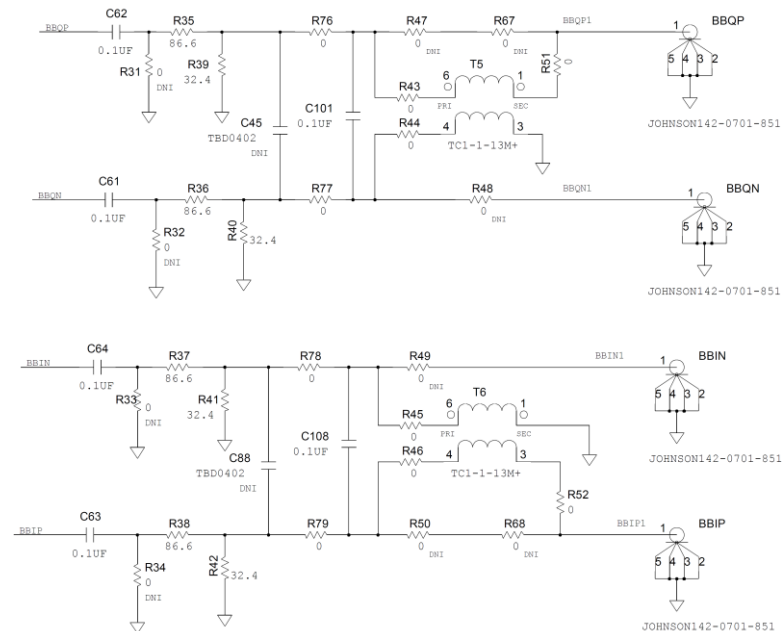 C62 R35 R76 R47 R67 BBQP
BBQP BBQP1 1
0.1UF 86.6 0 0 0
DNI DNI
R31 0 R39 R51 0 5 4 3 2
DNI 32.4 T5
6 1
R43 PRI SEC
0
C101 R44 4 3
C45 0.1UF 0 TC1-1-13M+ JOHNSON142-0701-851
TBD0402
DNI
C61 R36 R77 R48 BBQN
BBQN BBQN1 1
0.1UF 86.6 0 0
DNI
R32 R40 5 4 3 2
0 32.4
DNI
JOHNSON142-0701-851
C64 R37 R78 R49 BBIN
BBIN BBIN1 1
0.1UF 86.6 0 0
DNI
R33 0 R41 T6 5 4 3 2
DNI 32.4 R45 6 1
0 PRI SEC
C108
0.1UF R46 4 3
C88 0 TC1-1-13M+ JOHNSON142-0701-851
TBD0402
DNI R52
0
C63 R38 R79 R50 R68 BBIP
BBIP BBIP1 1
0.1UF 86.6 0 0 0
DNI DNI
R34 R42 5 4 3 2
0 32.4
DNI
JOHNSON142-0701-851